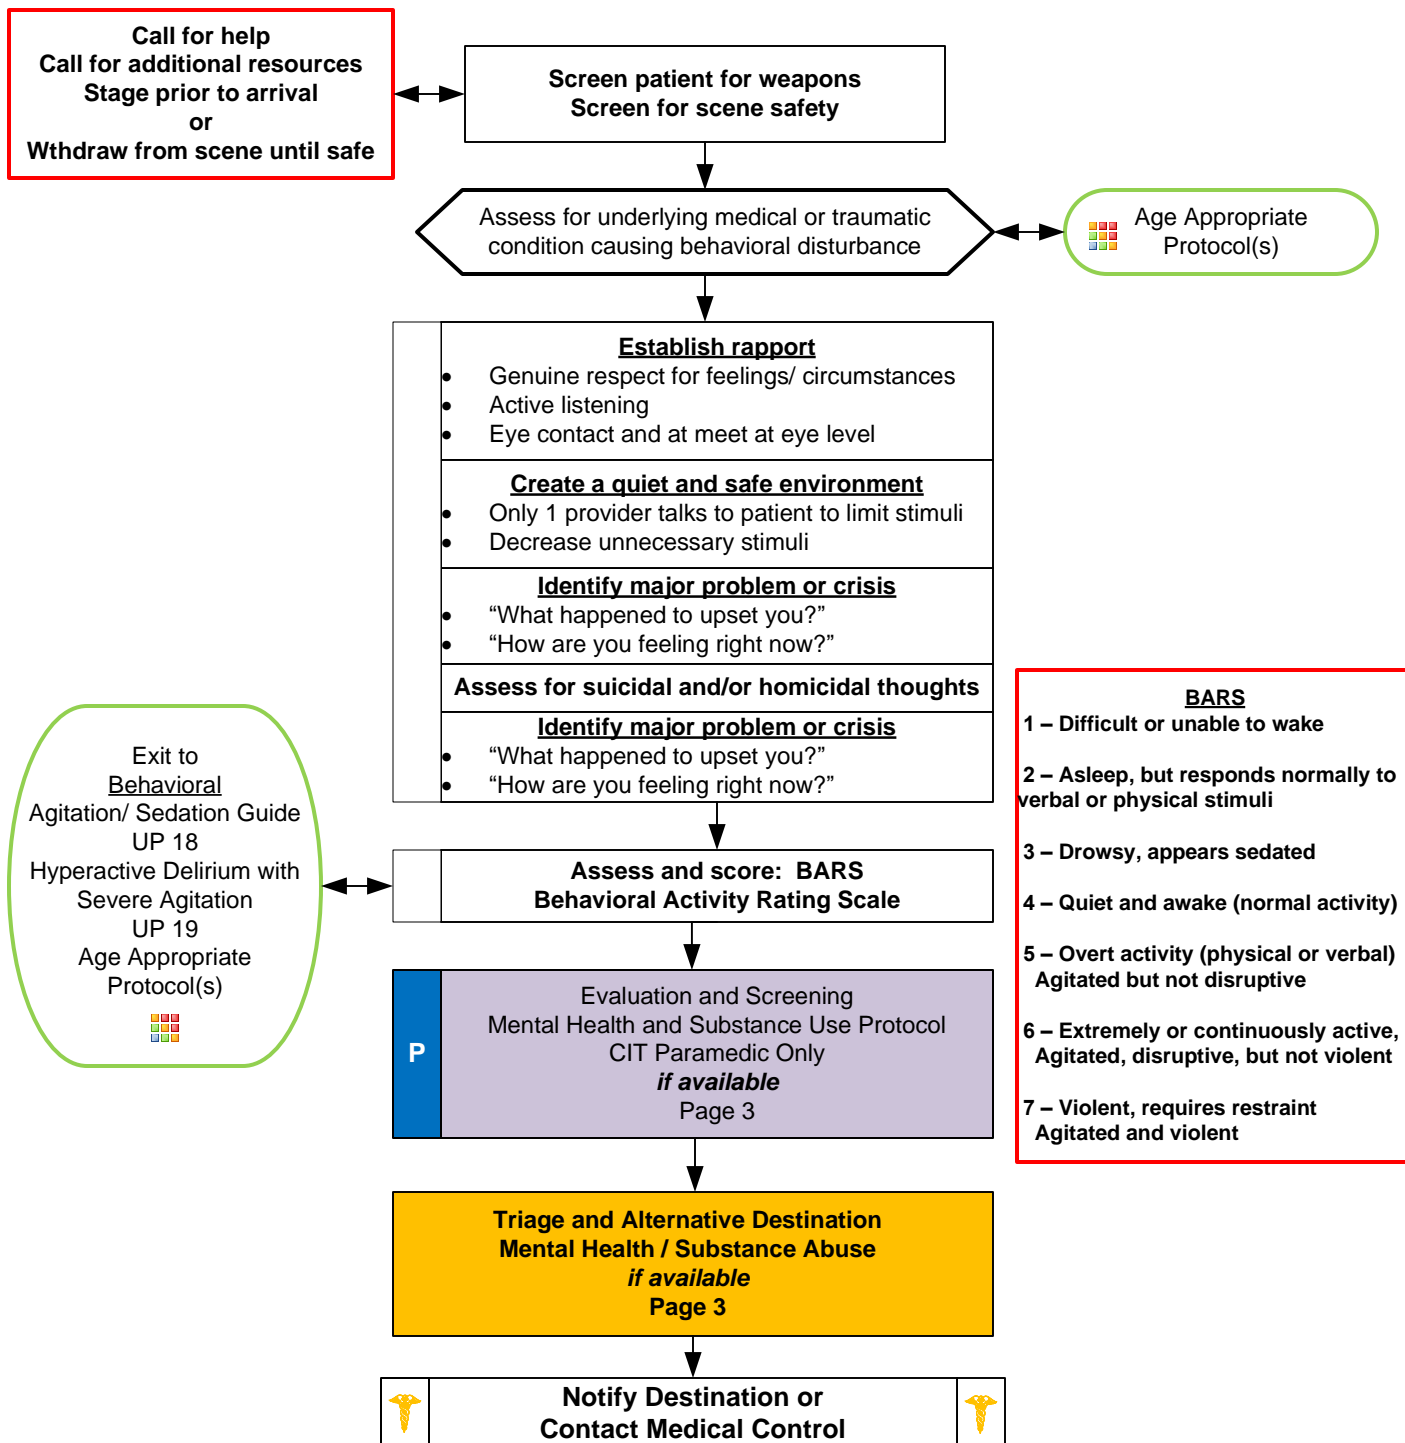 Call for help
Call for additional resources
Stage prior to arrival
or
Wthdraw from scene until safe
Screen patient for weapons
Screen for scene safety
Assess for underlying medical or traumatic
condition causing behavioral disturbance
Age Appropriate
Protocol(s)
Establish rapport
• Genuine respect for feelings/ circumstances
• Active listening
• Eye contact and at meet at eye level
Create a quiet and safe environment
• Only 1 provider talks to patient to limit stimuli
• Decrease unnecessary stimuli
Identify major problem or crisis
• “What happened to upset you?”
• “How are you feeling right now?”
Assess for suicidal and/or homicidal thoughts
Identify major problem or crisis
• “What happened to upset you?”
• “How are you feeling right now?”
Exit to
Behavioral
Agitation/ Sedation Guide
UP 18
Hyperactive Delirium with
Severe Agitation
UP 19
Age Appropriate
Protocol(s)
Assess and score: BARS
Behavioral Activity Rating Scale
BARS
1 – Difficult or unable to wake
2 – Asleep, but responds normally to
verbal or physical stimuli
3 – Drowsy, appears sedated
4 – Quiet and awake (normal activity)
5 – Overt activity (physical or verbal)
Agitated but not disruptive
6 – Extremely or continuously active,
Agitated, disruptive, but not violent
7 – Violent, requires restraint
Agitated and violent
P
Evaluation and Screening
Mental Health and Substance Use Protocol
CIT Paramedic Only
if available
Page 3
Triage and Alternative Destination
Mental Health / Substance Abuse
if available
Page 3
Notify Destination or
Contact Medical Control